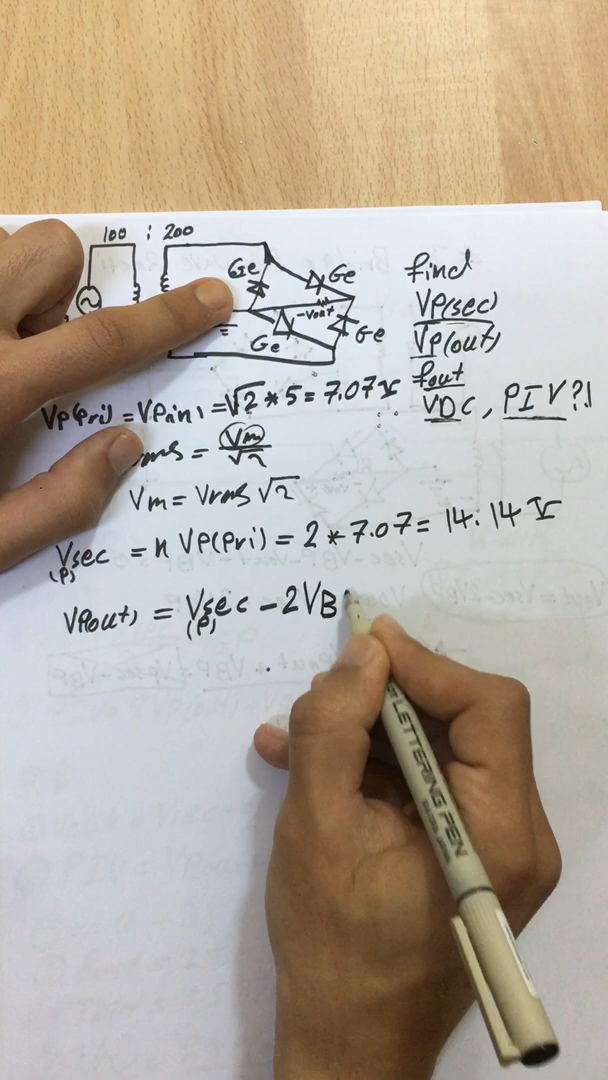 100 : 200
Ge
Ge
-Vout
Ge
Ge
find
VP(sec)
VP(out)
fout
VDC, PIV?!
VP(Pri) = VP(in) = √2 * 5 = 7.07 V
= Vm/√2
Vm = Vrms √2
Vsec(P) = n VP(Pri) = 2 * 7.07 = 14.14 V
VP(out) = Vsec(P) - 2VB
LETTERING PEN